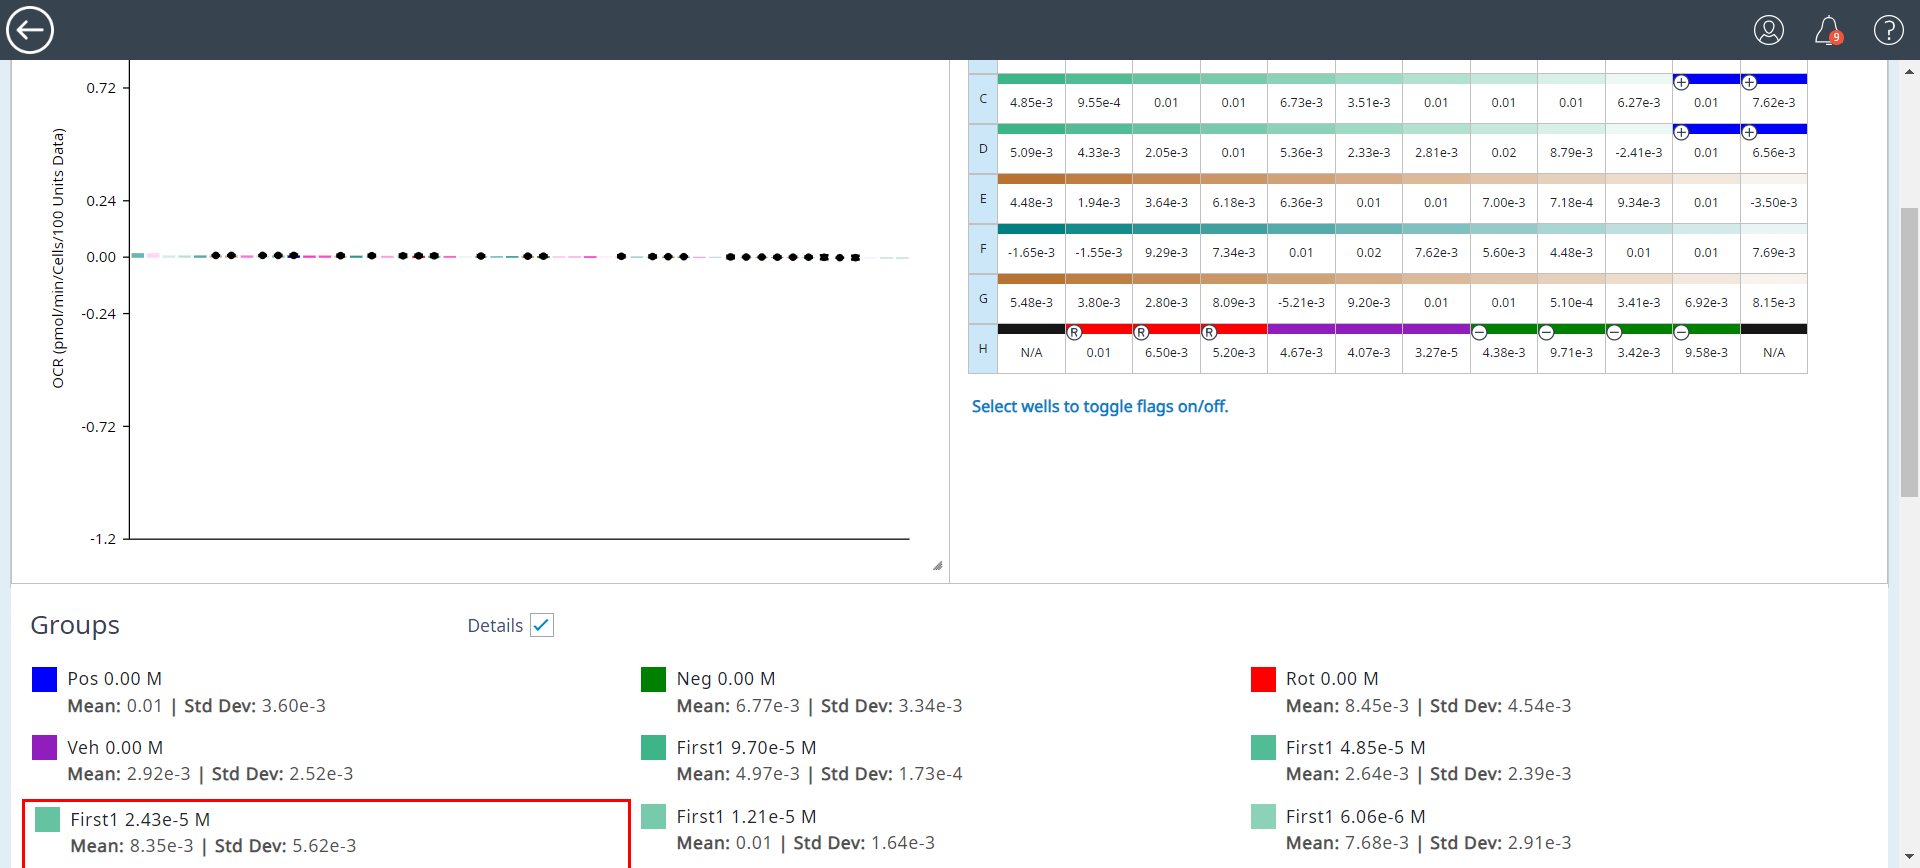 9
?
0.72
0.24
0.00
-0.24
-0.72
-1.2
OCR (pmol/min/Cells/100 Units Data)
C 4.85e-3 9.55e-4 0.01 0.01 6.73e-3 3.51e-3 0.01 0.01 0.01 6.27e-3 0.01 7.62e-3
D 5.09e-3 4.33e-3 2.05e-3 0.01 5.36e-3 2.33e-3 2.81e-3 0.02 8.79e-3 -2.41e-3 0.01 6.56e-3
E 4.48e-3 1.94e-3 3.64e-3 6.18e-3 6.36e-3 0.01 0.01 7.00e-3 7.18e-4 9.34e-3 0.01 -3.50e-3
F -1.65e-3 -1.55e-3 9.29e-3 7.34e-3 0.01 0.02 7.62e-3 5.60e-3 4.48e-3 0.01 0.01 7.69e-3
G 5.48e-3 3.80e-3 2.80e-3 8.09e-3 -5.21e-3 9.20e-3 0.01 0.01 5.10e-4 3.41e-3 6.92e-3 8.15e-3
R R R
H N/A 0.01 6.50e-3 5.20e-3 4.67e-3 4.07e-3 3.27e-5 4.38e-3 9.71e-3 3.42e-3 9.58e-3 N/A
Select wells to toggle flags on/off.
Groups
Details
Pos 0.00 M
Mean: 0.01 | Std Dev: 3.60e-3
Neg 0.00 M
Mean: 6.77e-3 | Std Dev: 3.34e-3
Rot 0.00 M
Mean: 8.45e-3 | Std Dev: 4.54e-3
Veh 0.00 M
Mean: 2.92e-3 | Std Dev: 2.52e-3
First1 9.70e-5 M
Mean: 4.97e-3 | Std Dev: 1.73e-4
First1 4.85e-5 M
Mean: 2.64e-3 | Std Dev: 2.39e-3
First1 2.43e-5 M
Mean: 8.35e-3 | Std Dev: 5.62e-3
First1 1.21e-5 M
Mean: 0.01 | Std Dev: 1.64e-3
First1 6.06e-6 M
Mean: 7.68e-3 | Std Dev: 2.91e-3